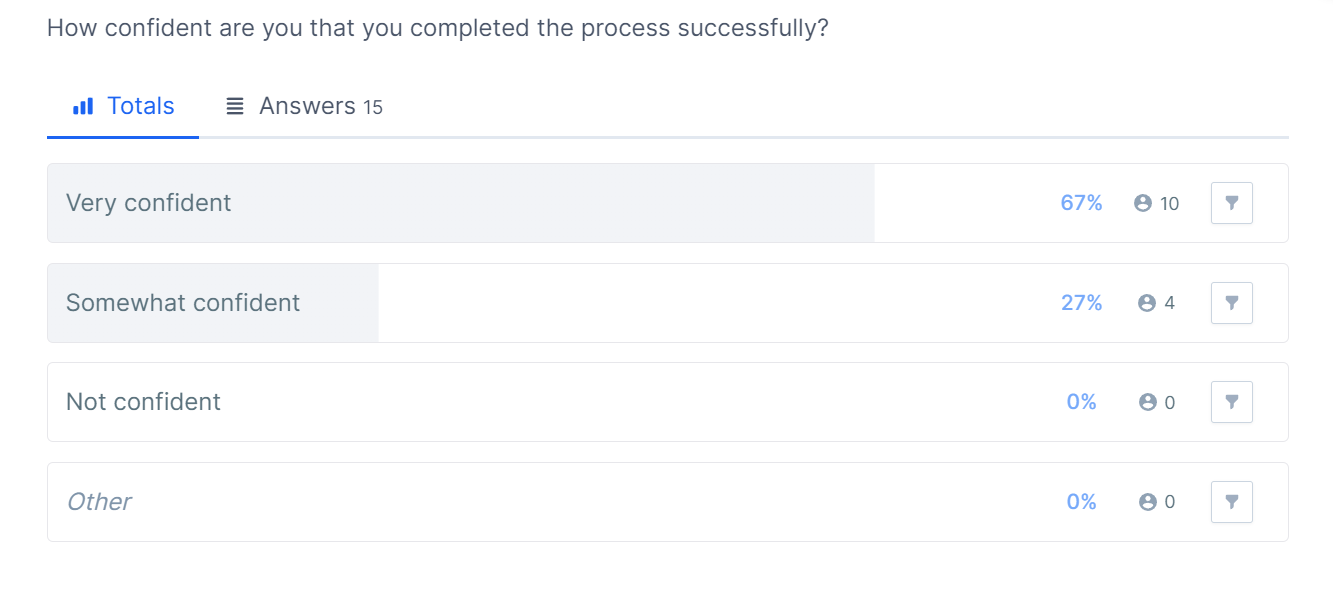 How confident are you that you completed the process successfully?
Totals Answers 15
Very confident 67% 10
Somewhat confident 27% 4
Not confident 0% 0
Other 0% 0